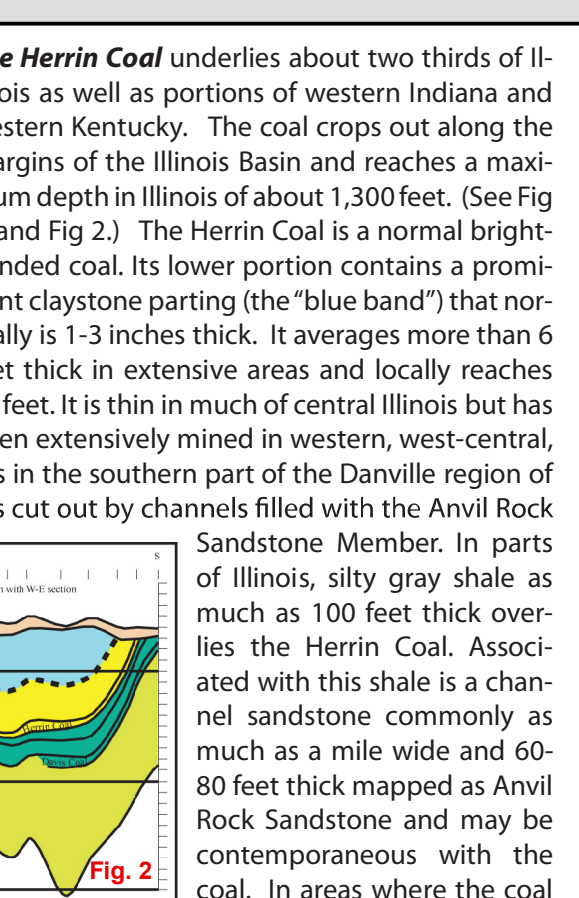 e Herrin Coal underlies about two thirds of Il-
ois as well as portions of western Indiana and
estern Kentucky. The coal crops out along the
argins of the Illinois Basin and reaches a maxi-
um depth in Illinois of about 1,300 feet. (See Fig
and Fig 2.) The Herrin Coal is a normal bright-
nded coal. Its lower portion contains a promi-
nt claystone parting (the “blue band”) that nor-
ally is 1-3 inches thick. It averages more than 6
et thick in extensive areas and locally reaches
feet. It is thin in much of central Illinois but has
en extensively mined in western, west-central,
s in the southern part of the Danville region of
s cut out by channels filled with the Anvil Rock
Sandstone Member. In parts
of Illinois, silty gray shale as
much as 100 feet thick over-
lies the Herrin Coal. Associ-
ated with this shale is a chan-
nel sandstone commonly as
much as a mile wide and 60-
80 feet thick mapped as Anvil
Rock Sandstone and may be
contemporaneous with the
coal. In areas where the coal
S
n with W-E section
Herrin Coal
Davis Coal
Fig. 2